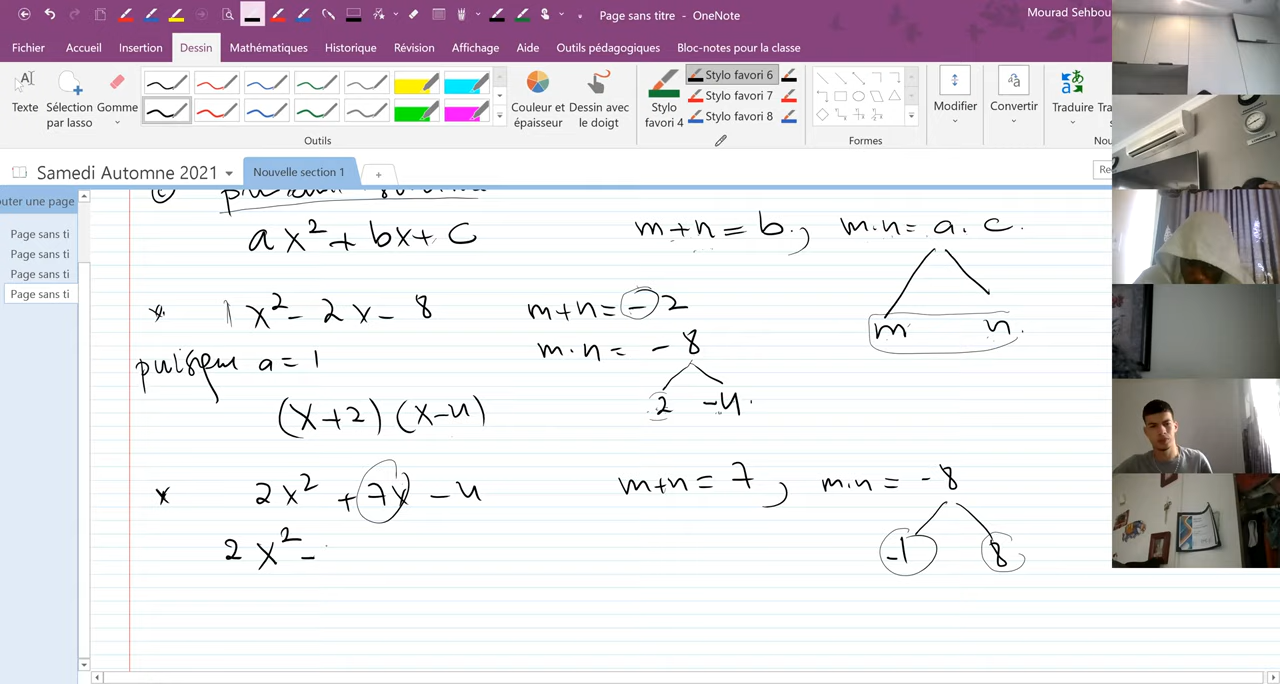 Page sans titre - OneNote
Mourad Sehbou
Fichier Accueil Insertion Dessin Mathématiques Historique Révision Affichage Aide Outils pédagogiques Bloc-notes pour la classe
Texte
Sélection par lasso
Gomme
Couleur et épaisseur
Dessin avec le doigt
Stylo favori 4
Stylo favori 6
Stylo favori 7
Stylo favori 8
Modifier
Convertir
Traduire
Outils
Formes
Samedi Automne 2021
Nouvelle section 1
outer une page
Page sans ti
Page sans ti
Page sans ti
Page sans ti
ax² + bx + c m+n = b, m.n = a.c.
m n
* 1x² - 2x - 8 m+n = -2
m.n = -8
puisque a = 1
2 -4
(x+2)(x-4)
* 2x² + 7x - 4 m+n = 7, m.n = -8
2x² -
-1 8